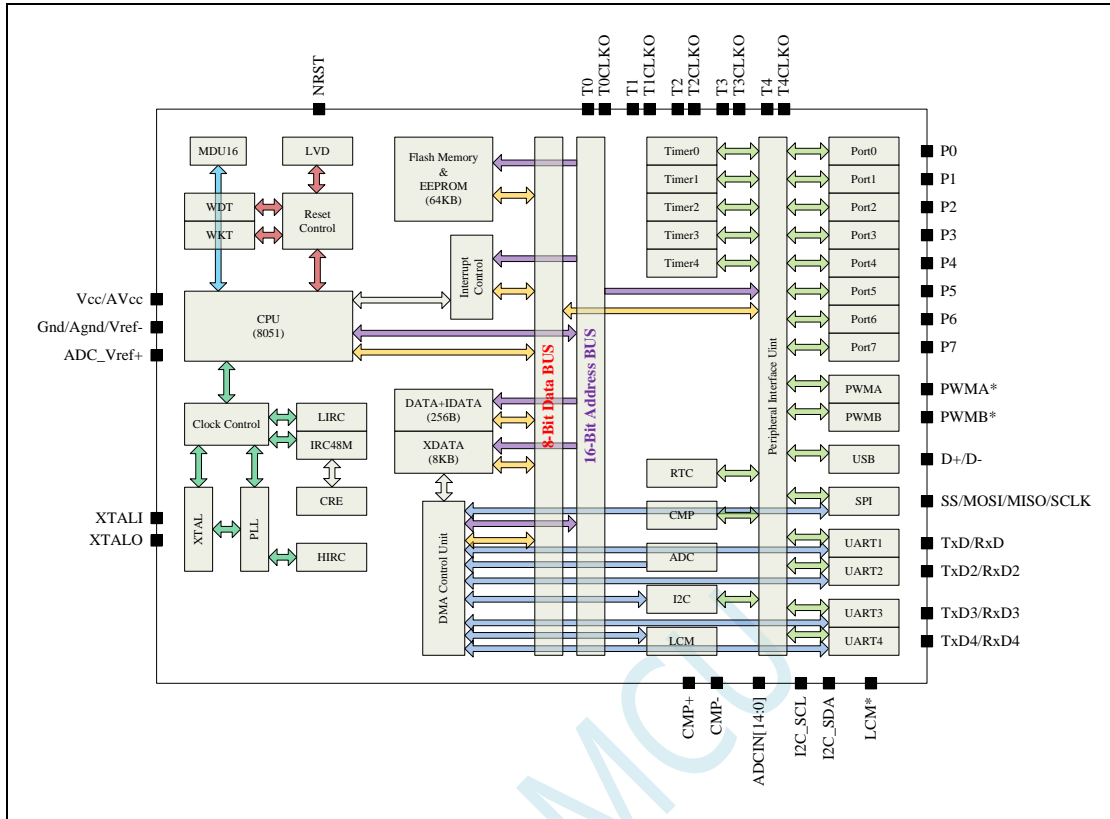 NRST
T0
T0CLKO
T1
T1CLKO
T2
T2CLKO
T3
T3CLKO
T4
T4CLKO
MDU16
LVD
WDT
WKT
Reset
Control
Flash Memory
&
EEPROM
(64KB)
Interrupt
Control
Vcc/AVcc
Gnd/Agnd/Vref-
ADC_Vref+
CPU
(8051)
Clock Control
LIRC
IRC48M
CRE
XTAL
PLL
HIRC
XTALI
XTALO
DATA+IDATA
(256B)
XDATA
(8KB)
DMA Control Unit
8-Bit Data BUS
16-Bit Address BUS
Timer0
Timer1
Timer2
Timer3
Timer4
RTC
CMP
ADC
I2C
LCM
Peripheral Interface Uint
Port0
Port1
Port2
Port3
Port4
Port5
Port6
Port7
PWMA
PWMB
USB
SPI
UART1
UART2
UART3
UART4
P0
P1
P2
P3
P4
P5
P6
P7
PWMA*
PWMB*
D+/D-
SS/MOSI/MISO/SCLK
TxD/RxD
TxD2/RxD2
TxD3/RxD3
TxD4/RxD4
CMP+
CMP-
ADCIN[14:0]
I2C_SCL
I2C_SDA
LCM*
MCU